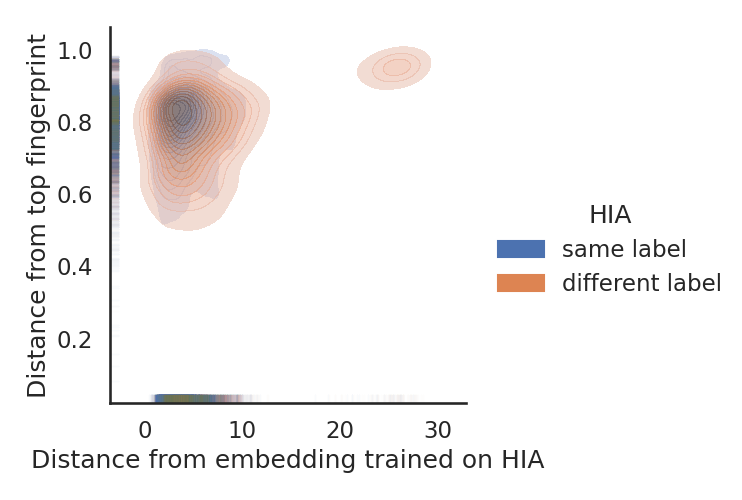 Distance from top fingerprint
1.0
0.8
0.6
0.4
0.2
0
10
20
30
Distance from embedding trained on HIA
HIA
same label
different label